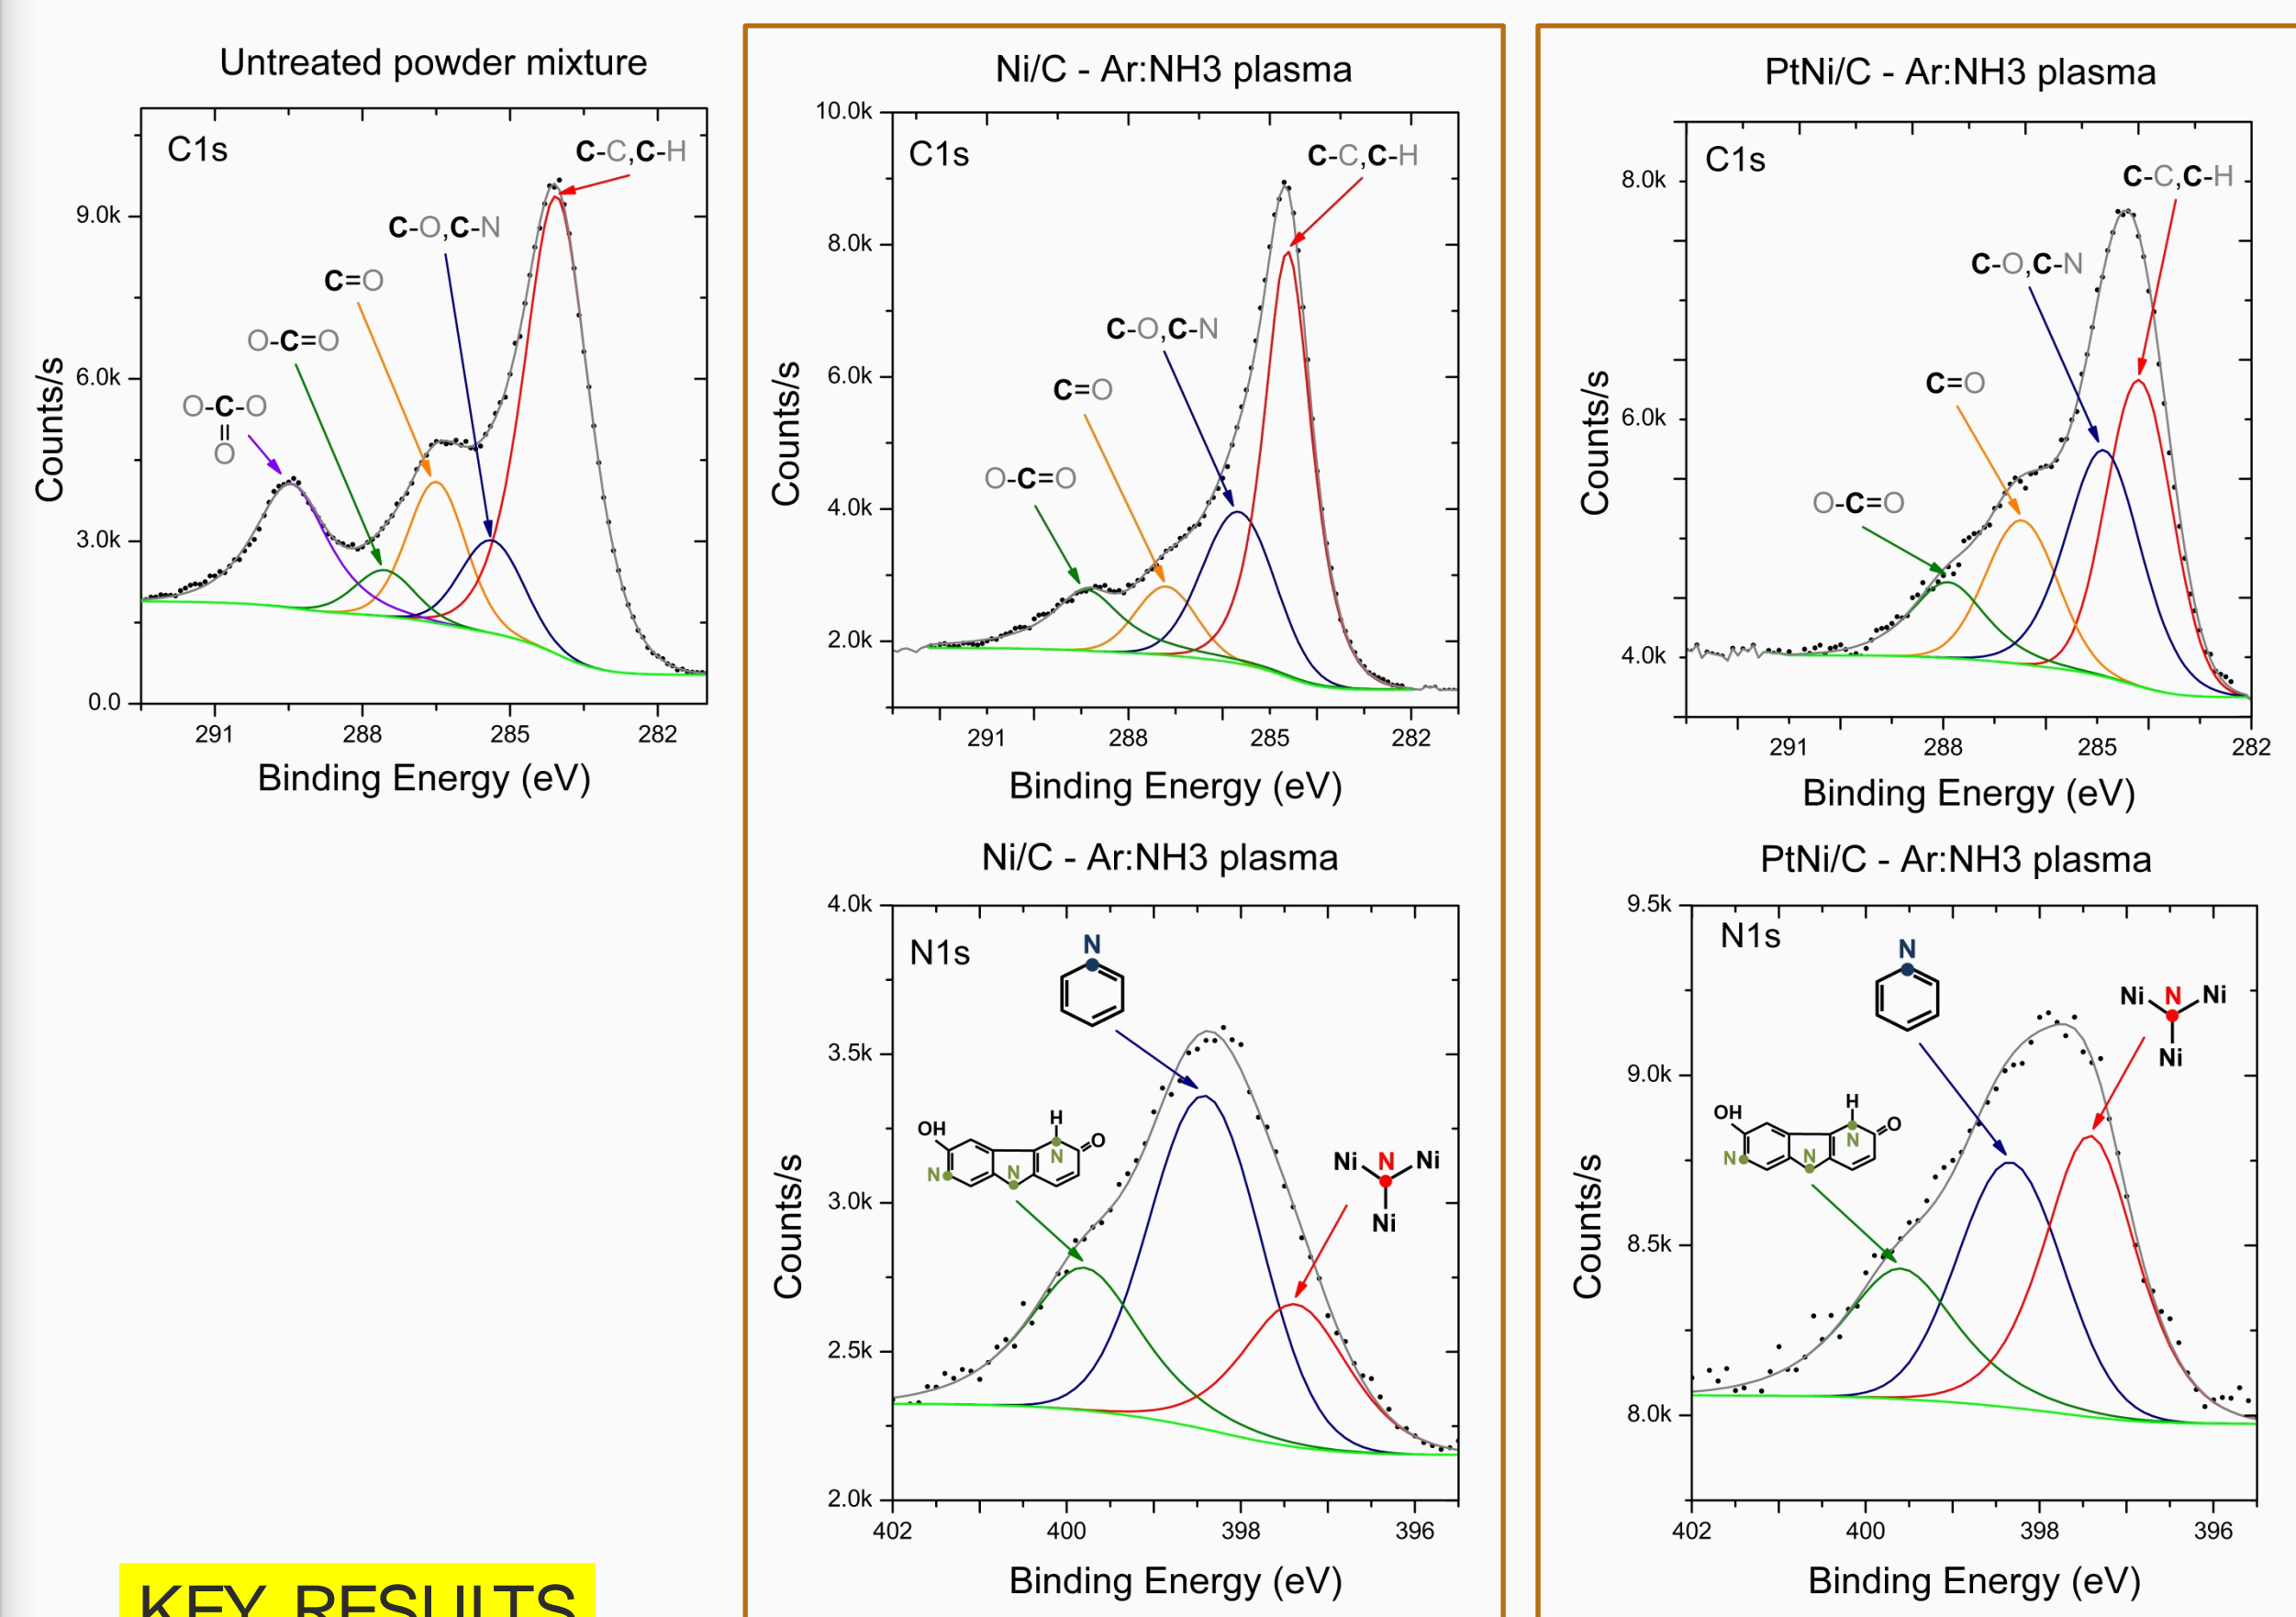 Untreated powder mixture
C1s
C-C,C-H
C-O,C-N
C=O
O-C=O
O-C-O
O
9.0k
6.0k
3.0k
0.0
Counts/s
291 288 285 282
Binding Energy (eV)
Ni/C - Ar:NH3 plasma
C1s
C-C,C-H
C-O,C-N
C=O
O-C=O
10.0k
8.0k
6.0k
4.0k
2.0k
Counts/s
291 288 285 282
Binding Energy (eV)
PtNi/C - Ar:NH3 plasma
C1s
C-C,C-H
C-O,C-N
C=O
O-C=O
8.0k
6.0k
4.0k
Counts/s
291 288 285 282
Binding Energy (eV)
Ni/C - Ar:NH3 plasma
N1s
N
OH
H
O
N
N
N
Ni N Ni
Ni
4.0k
3.5k
3.0k
2.5k
2.0k
Counts/s
402 400 398 396
Binding Energy (eV)
PtNi/C - Ar:NH3 plasma
N1s
N
Ni N Ni
Ni
OH
H
O
N
N
N
9.5k
9.0k
8.5k
8.0k
Counts/s
402 400 398 396
Binding Energy (eV)
KEY RESULTS